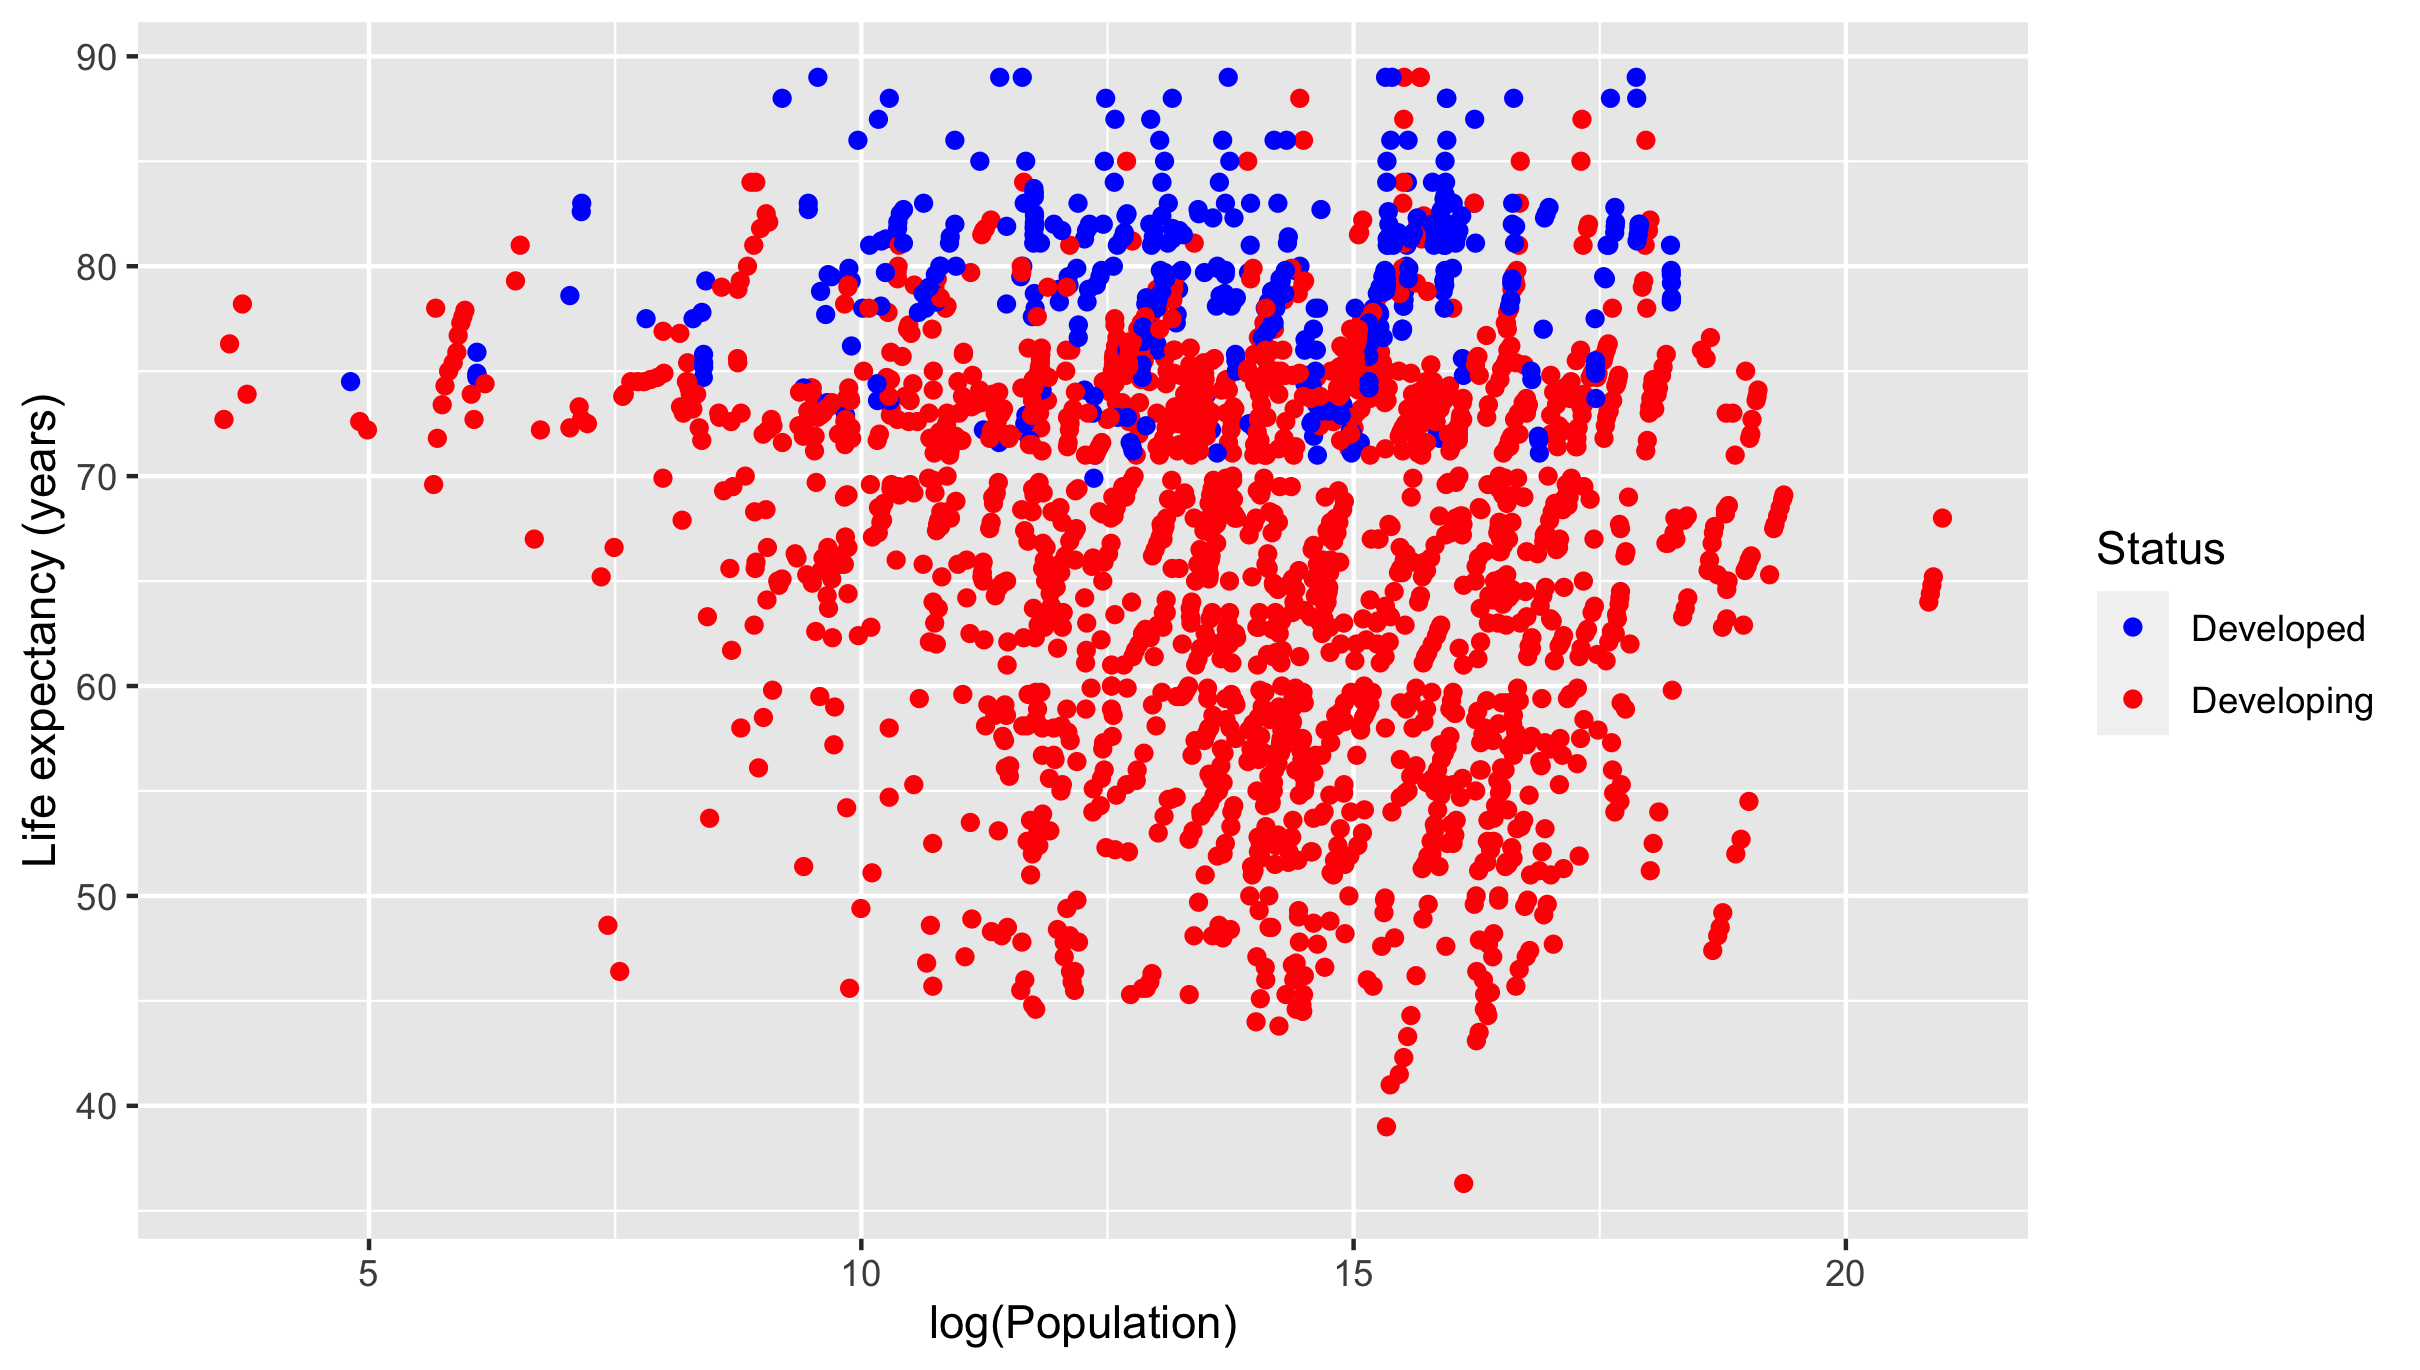 90
80
70
60
50
40
Life expectancy (years)
5 10 15 20
log(Population)
Status
Developed
Developing